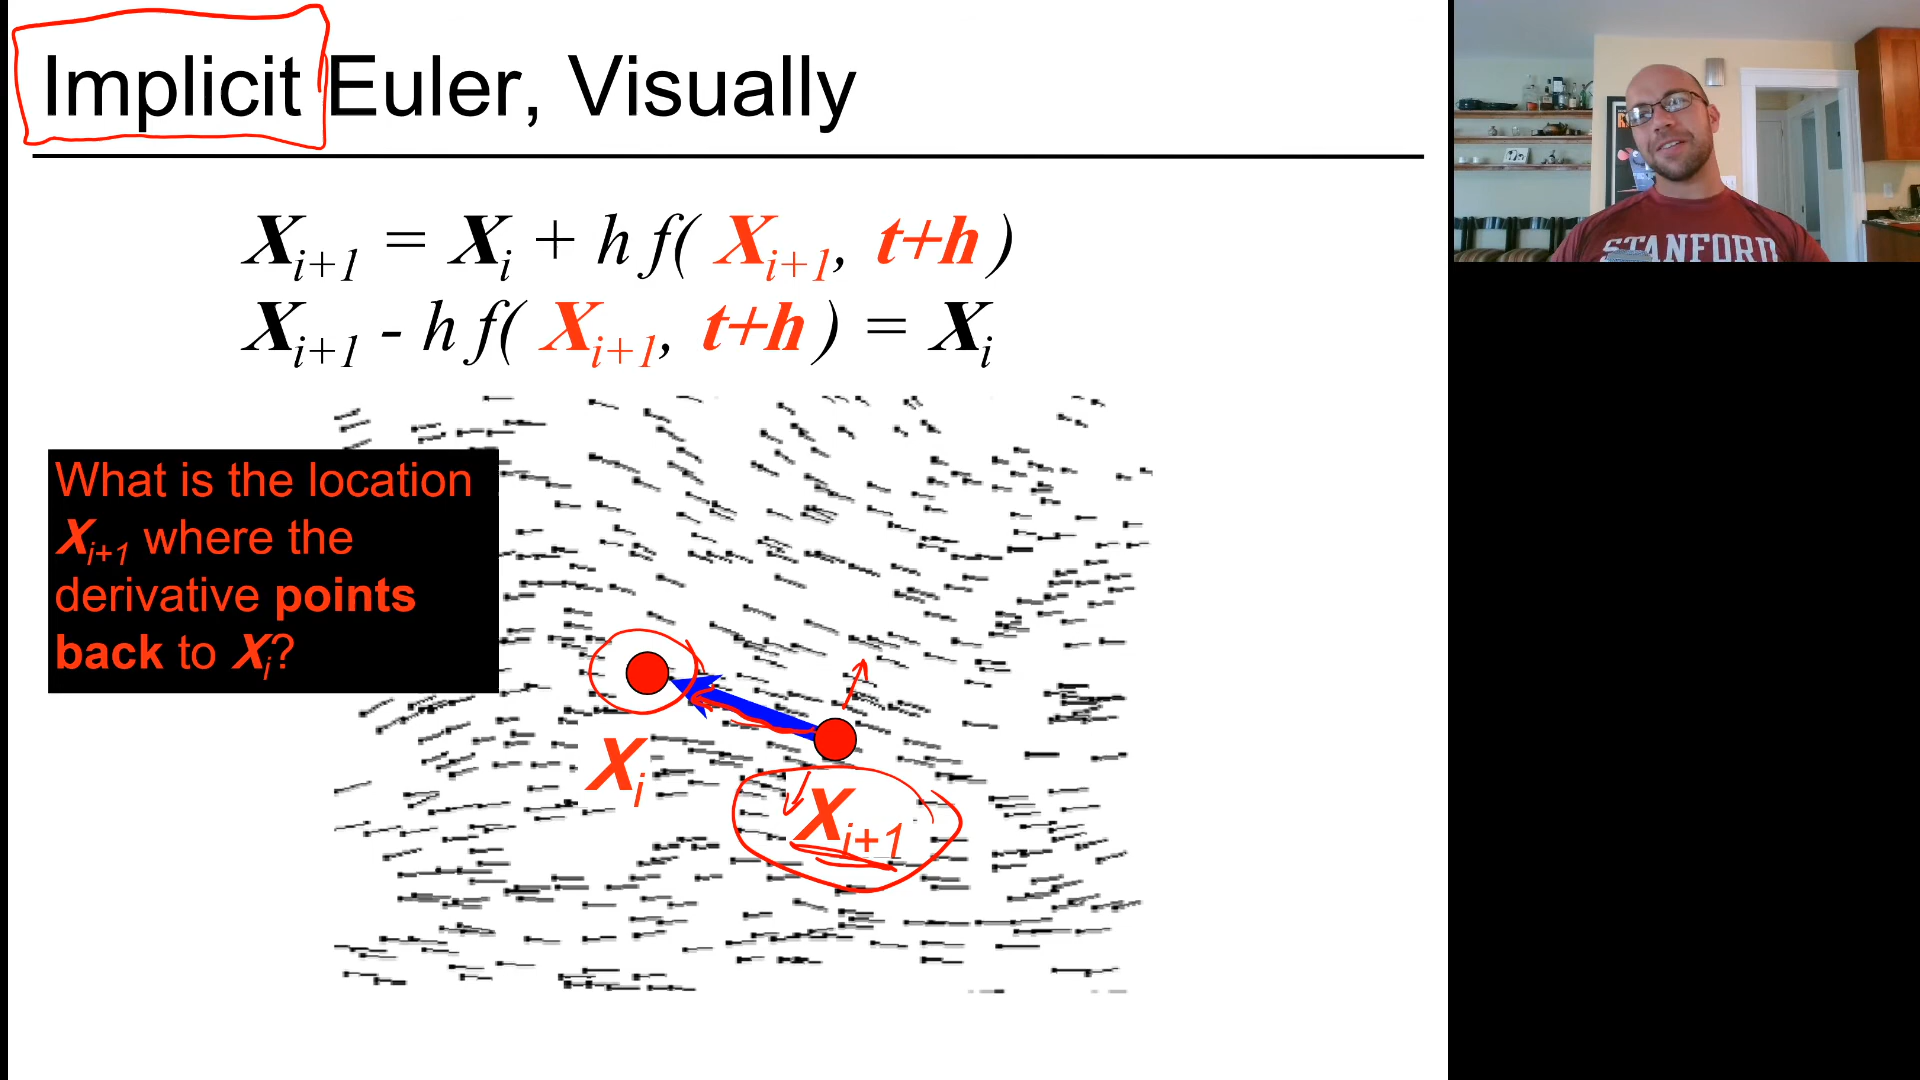 Implicit Euler, Visually
X_{i+1} = X_i + h f( X_{i+1}, t+h )
X_{i+1} - h f( X_{i+1}, t+h ) = X_i
What is the location
X_{i+1} where the
derivative points
back to X_i?
X_i
X_{i+1}
STANFORD